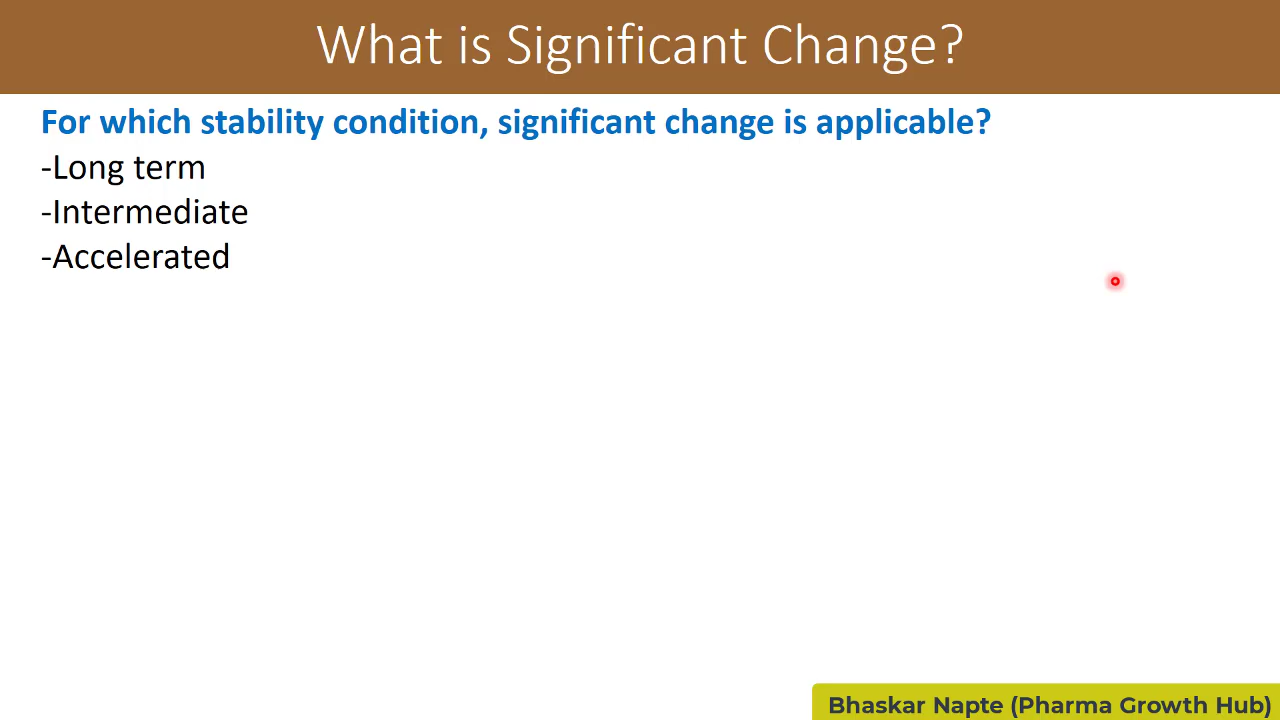 What is Significant Change?
For which stability condition, significant change is applicable?
-Long term
-Intermediate
-Accelerated
Bhaskar Napte (Pharma Growth Hub)